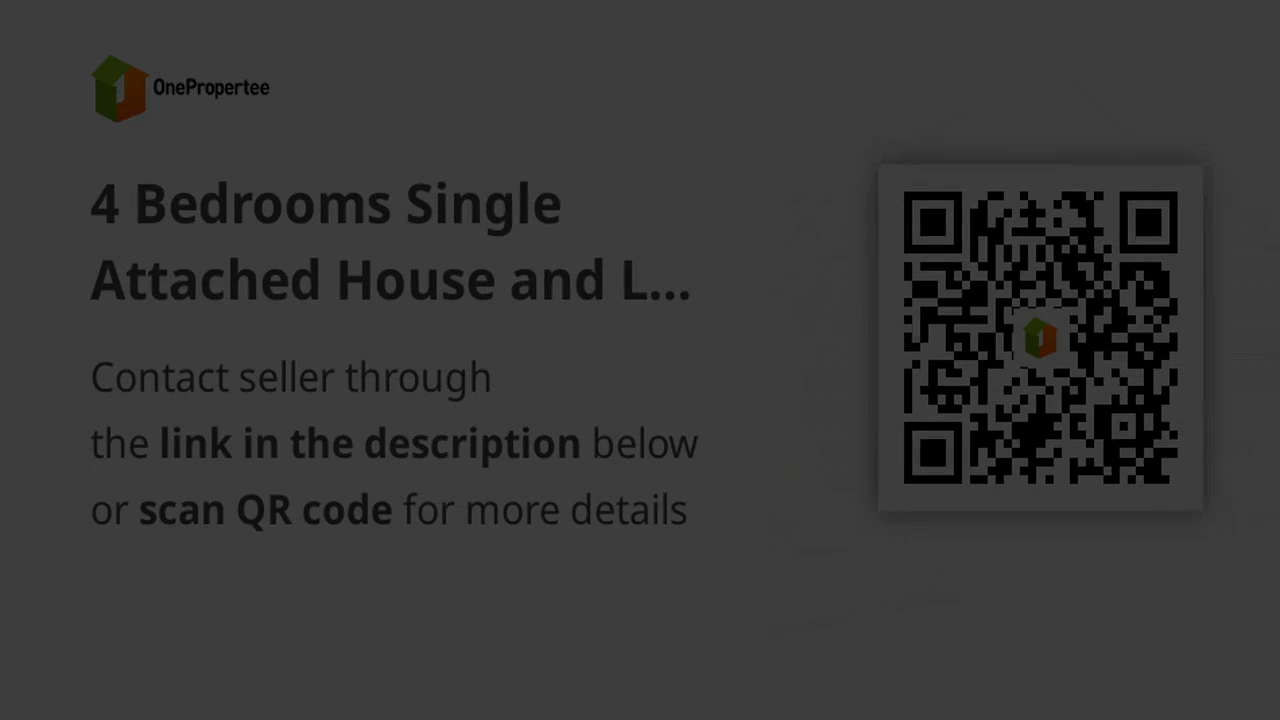 OnePropertee
4 Bedrooms Single
Attached House and L...
Contact seller through
the link in the description below
or scan QR code for more details